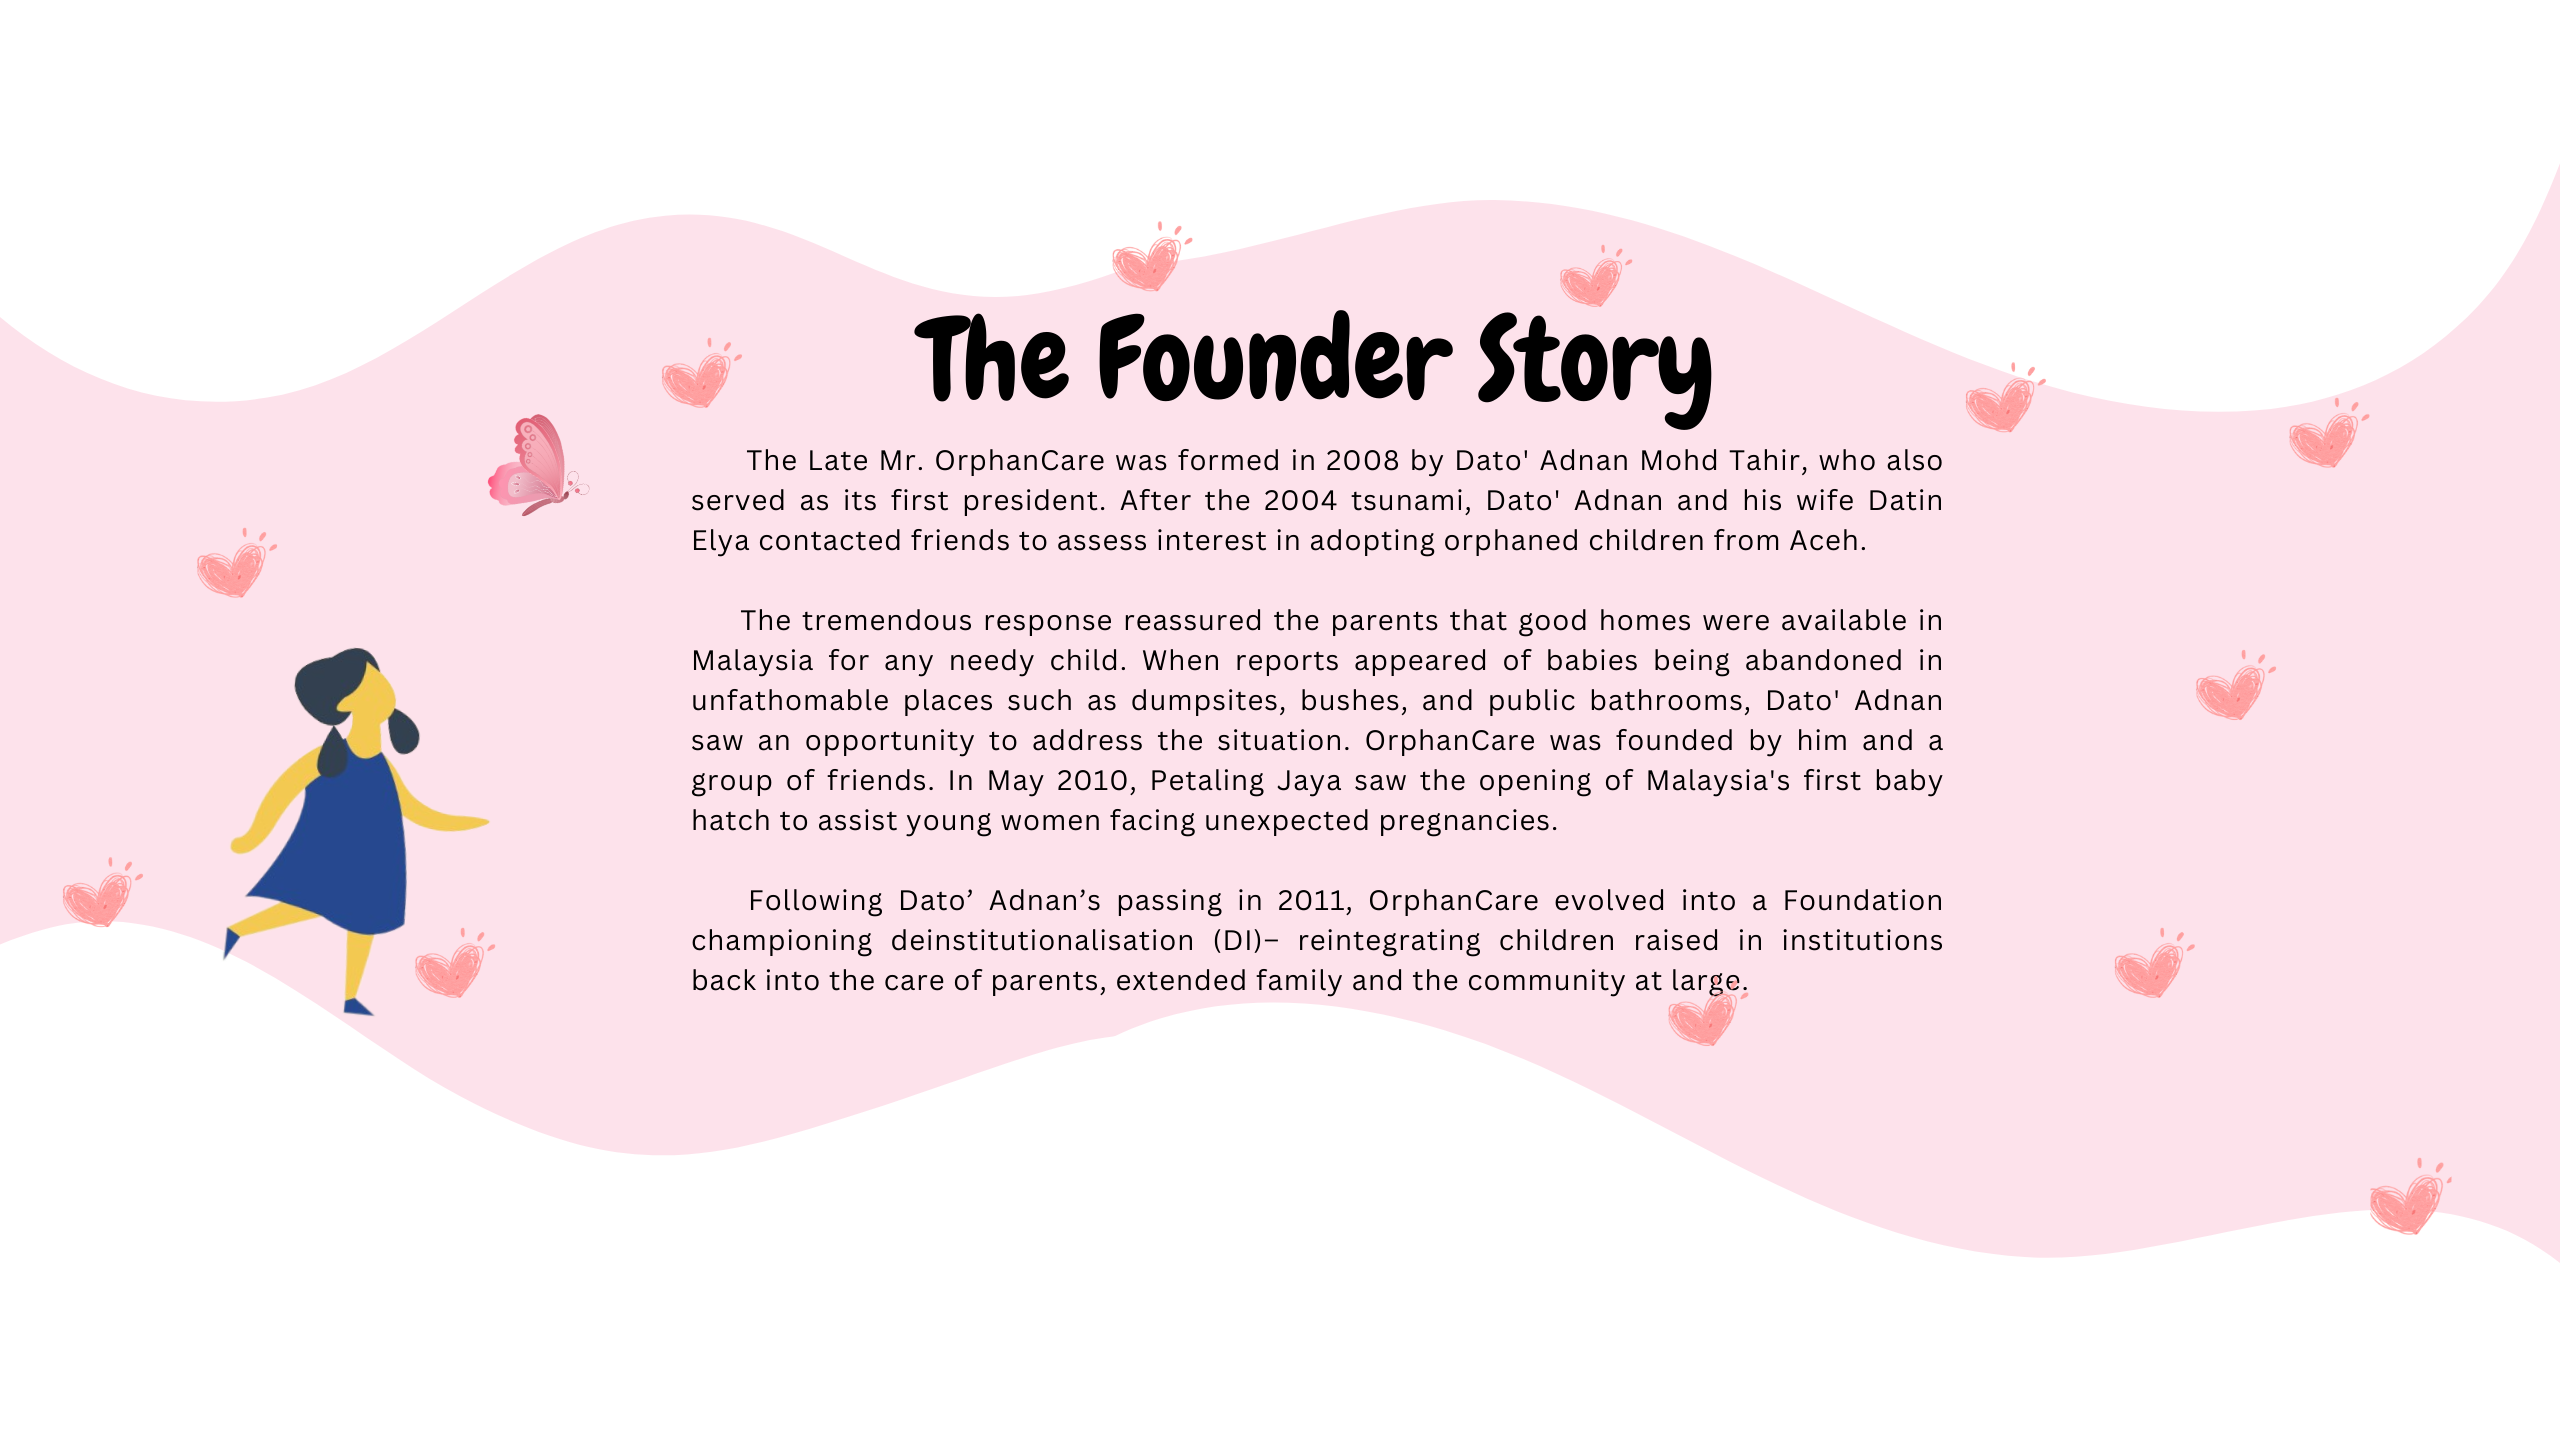 The Founder Story
The Late Mr. OrphanCare was formed in 2008 by Dato' Adnan Mohd Tahir, who also
served as its first president. After the 2004 tsunami, Dato' Adnan and his wife Datin
Elya contacted friends to assess interest in adopting orphaned children from Aceh.
The tremendous response reassured the parents that good homes were available in
Malaysia for any needy child. When reports appeared of babies being abandoned in
unfathomable places such as dumpsites, bushes, and public bathrooms, Dato' Adnan
saw an opportunity to address the situation. OrphanCare was founded by him and a
group of friends. In May 2010, Petaling Jaya saw the opening of Malaysia's first baby
hatch to assist young women facing unexpected pregnancies.
Following Dato’ Adnan’s passing in 2011, OrphanCare evolved into a Foundation
championing deinstitutionalisation (DI)– reintegrating children raised in institutions
back into the care of parents, extended family and the community at large.